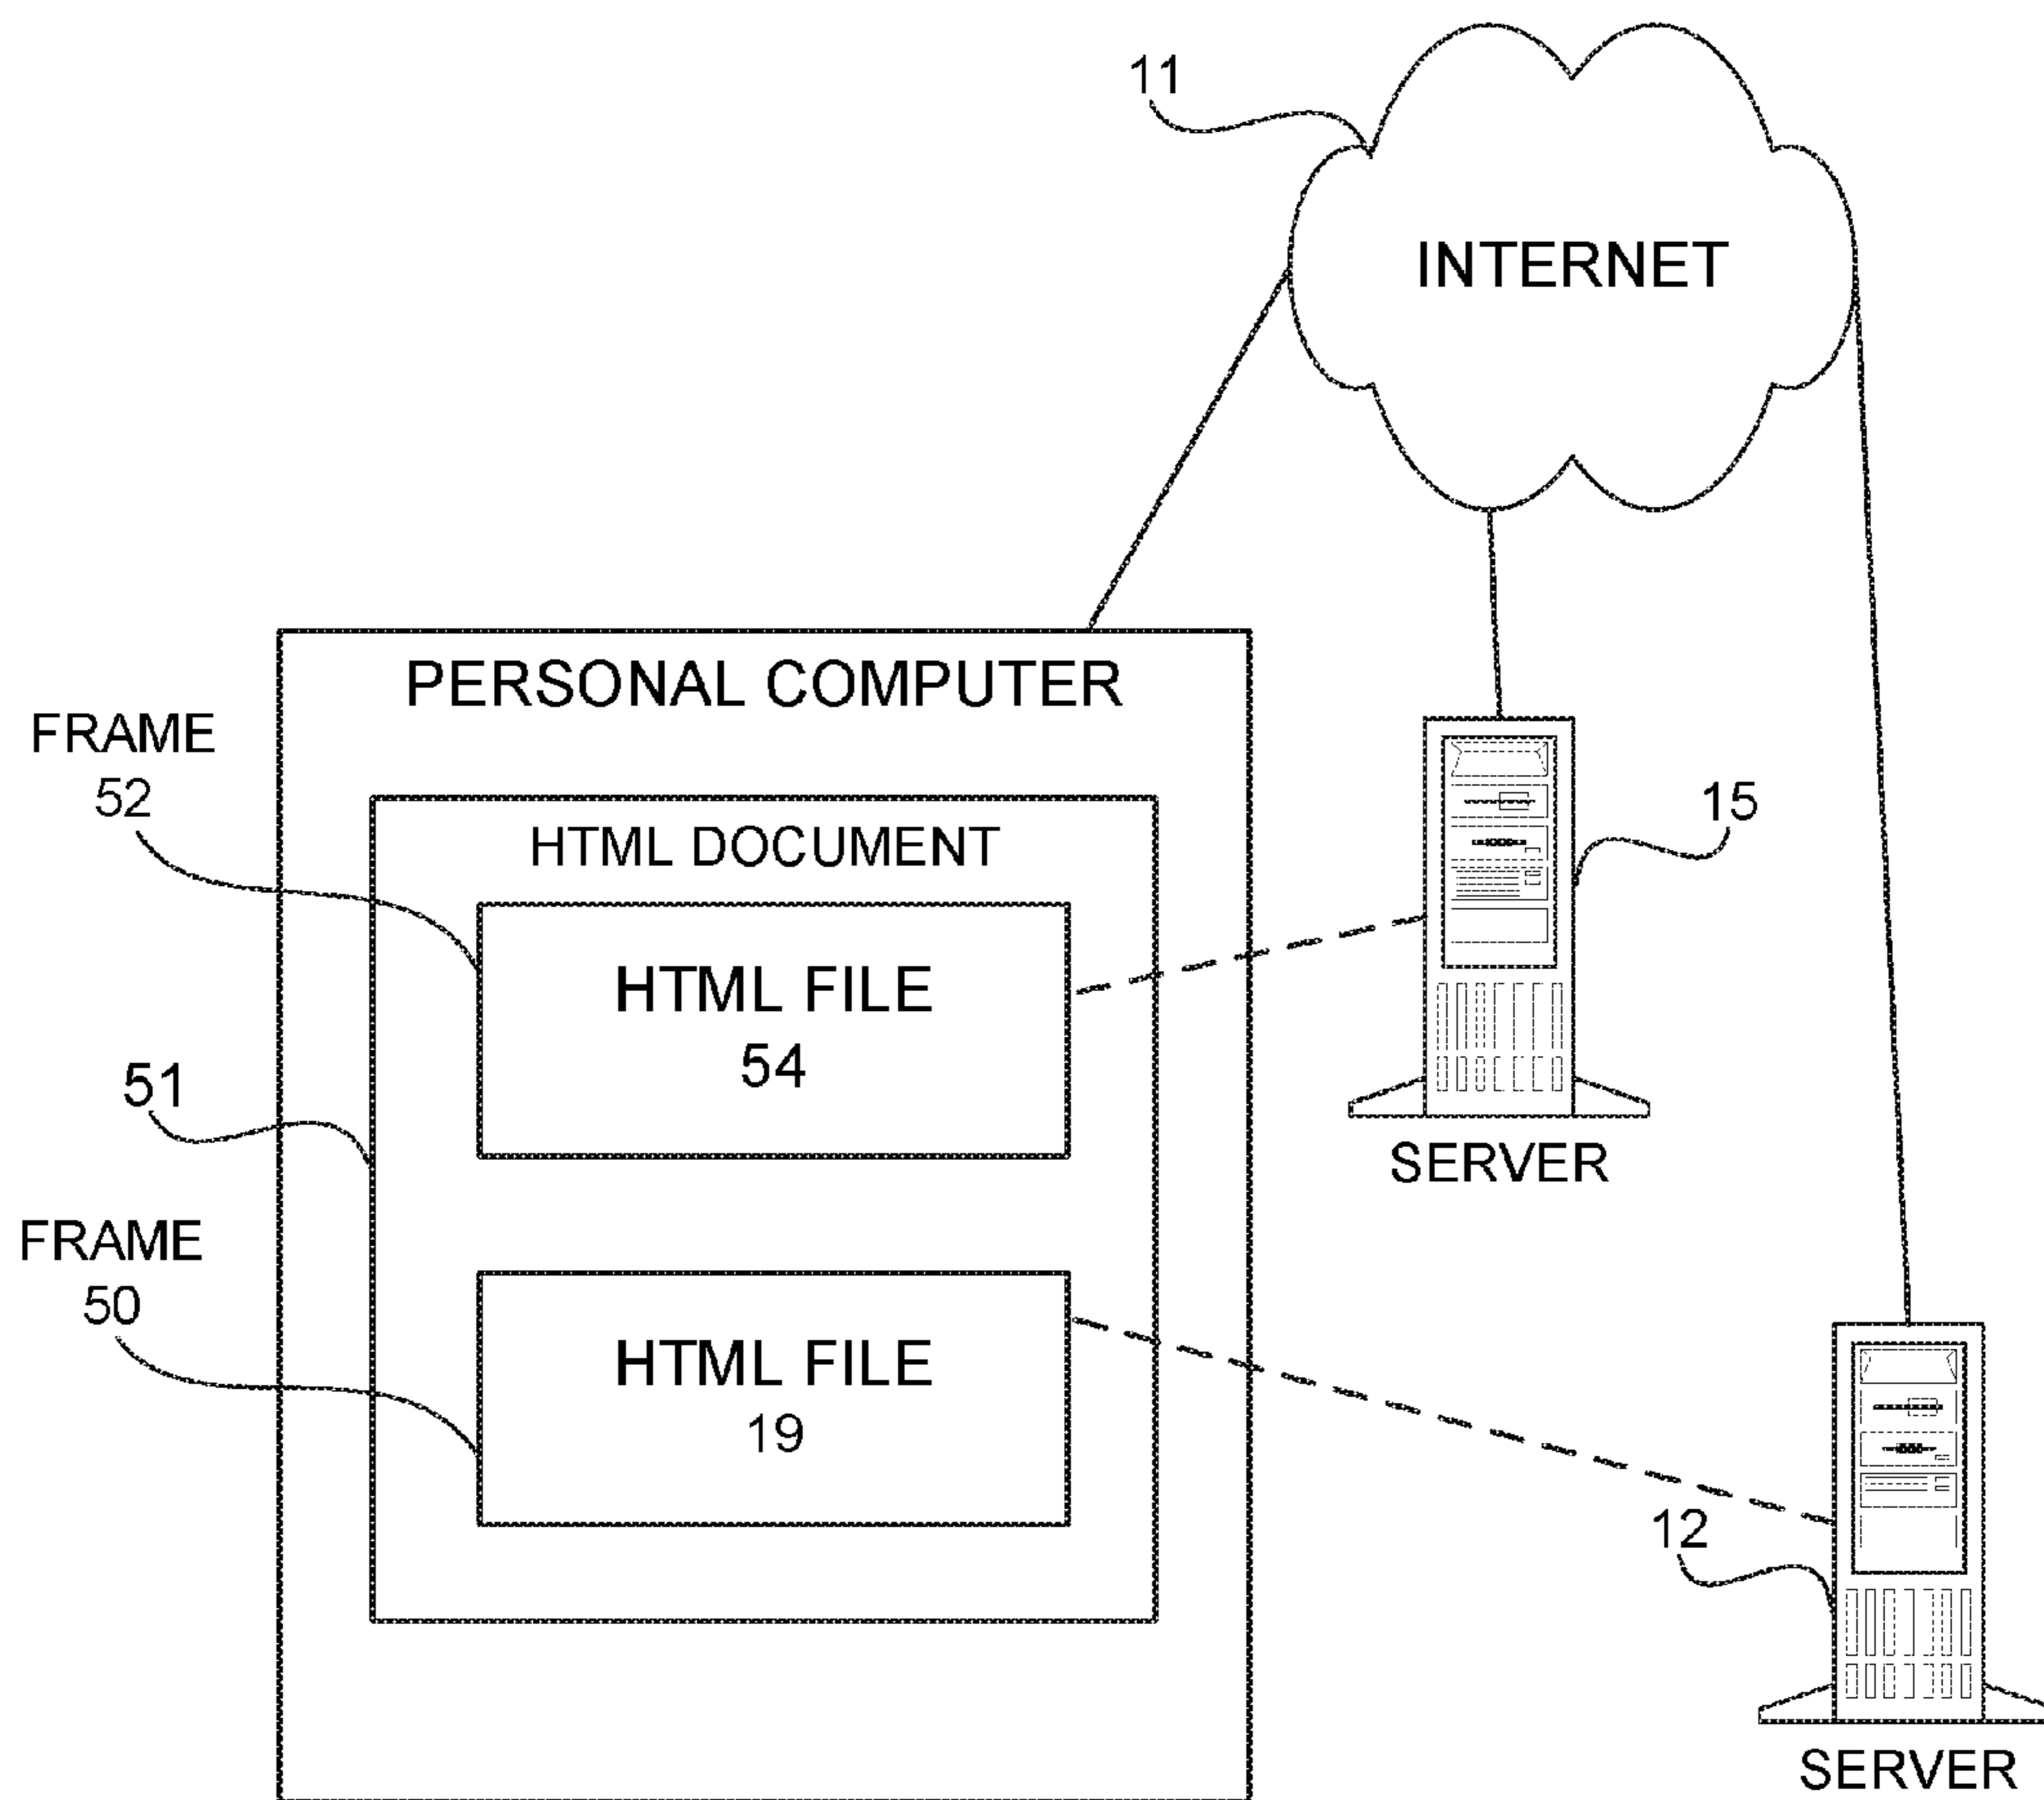 11
INTERNET
PERSONAL COMPUTER
FRAME
52
HTML DOCUMENT
15
HTML FILE
54
51
SERVER
FRAME
50
HTML FILE
19
12
SERVER